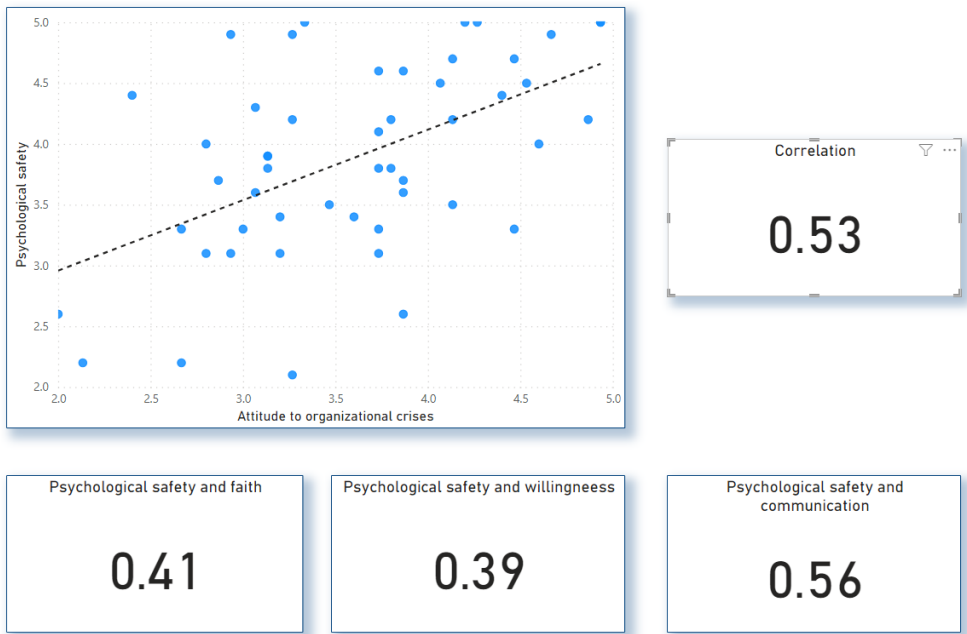 5.0
4.5
4.0
3.5
3.0
2.5
2.0
Psychological safety
2.0 2.5 3.0 3.5 4.0 4.5 5.0
Attitude to organizational crises
Correlation
0.53
Psychological safety and faith
0.41
Psychological safety and willingneess
0.39
Psychological safety and
communication
0.56